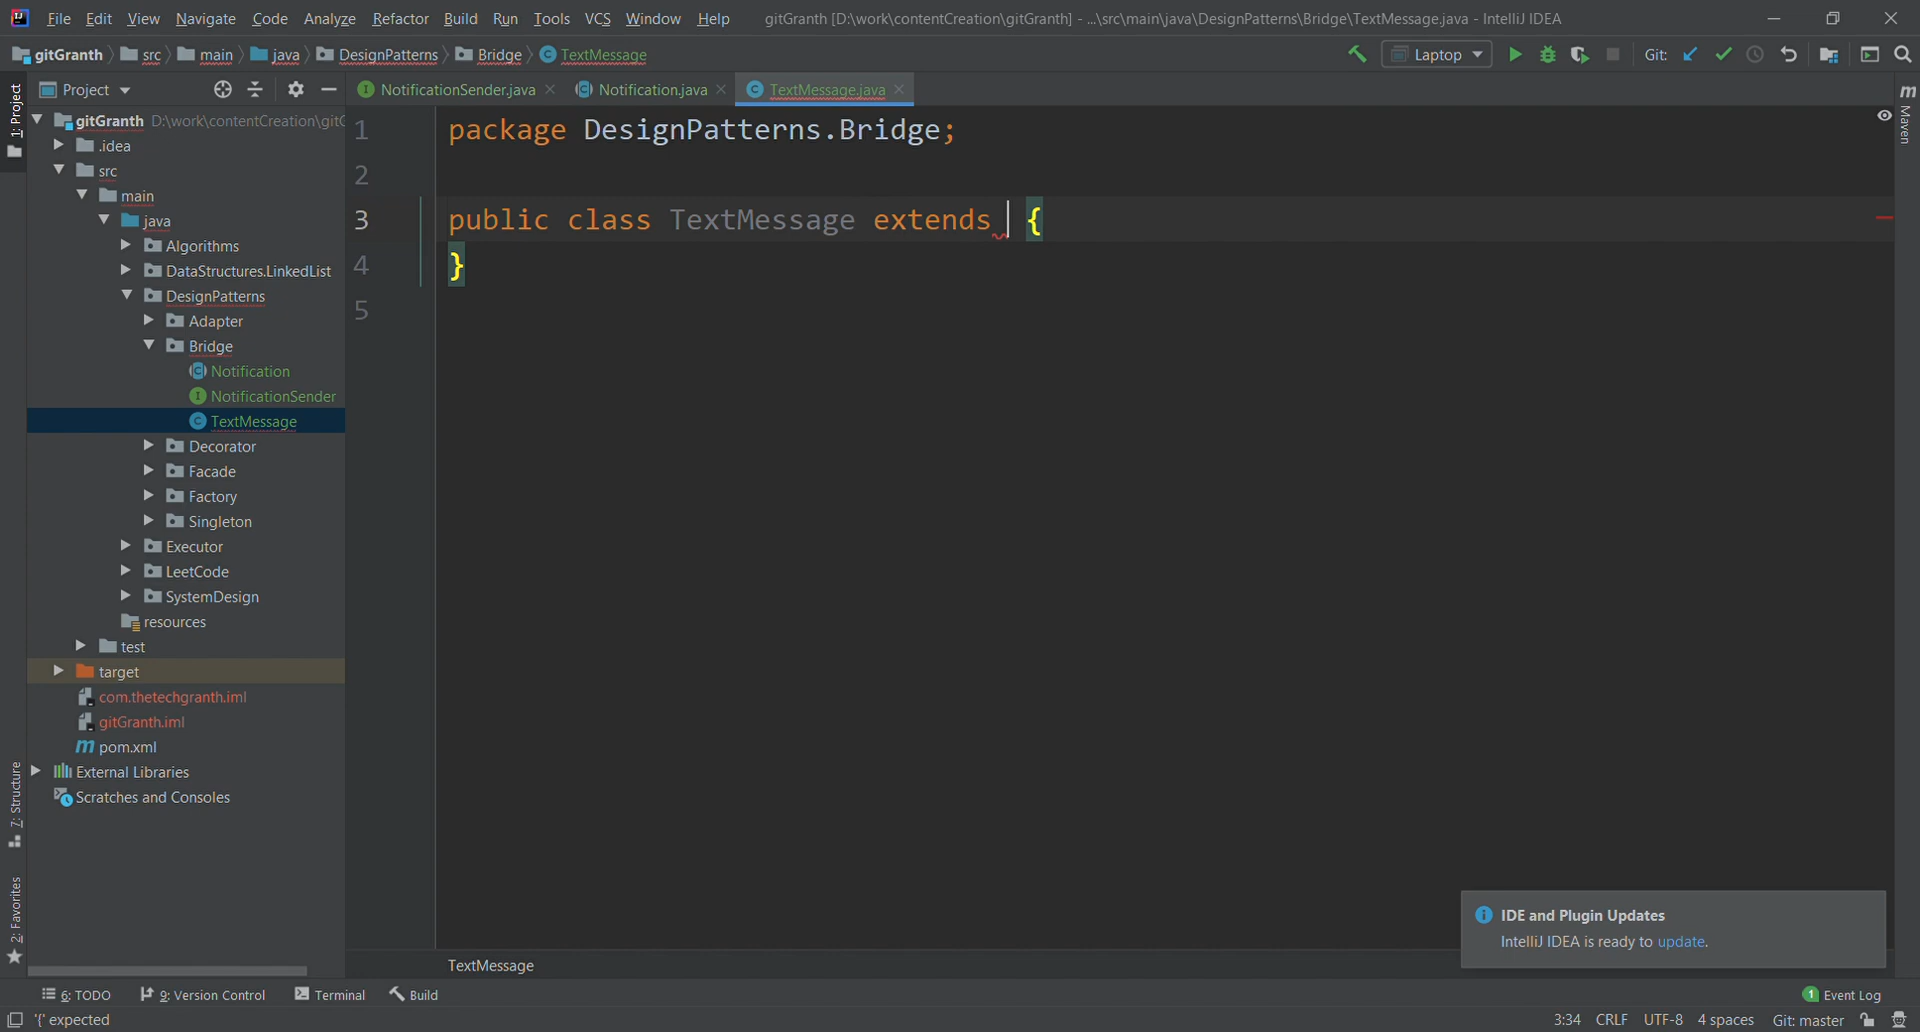 File Edit View Navigate Code Analyze Refactor Build Run Tools VCS Window Help gitGranth [D:\work\contentCreation\gitGranth] - ...\src\main\java\DesignPatterns\Bridge\TextMessage.java - IntelliJ IDEA
gitGranth src main java DesignPatterns Bridge TextMessage Laptop Git:
Project NotificationSender.java Notification.java TextMessage.java
1: Project
Maven
gitGranth D:\work\contentCreation\gitG
.idea
src
main
java
Algorithms
DataStructures.LinkedList
DesignPatterns
Adapter
Bridge
Notification
NotificationSender
TextMessage
Decorator
Facade
Factory
Singleton
Executor
LeetCode
SystemDesign
resources
test
target
com.thetechgranth.iml
gitGranth.iml
pom.xml
External Libraries
Scratches and Consoles
7: Structure
2: Favorites
1 package DesignPatterns.Bridge;
2
3 public class TextMessage extends {
4 }
5
IDE and Plugin Updates
IntelliJ IDEA is ready to update.
TextMessage
6: TODO 9: Version Control Terminal Build 1 Event Log
'{' expected 3:34 CRLF UTF-8 4 spaces Git: master